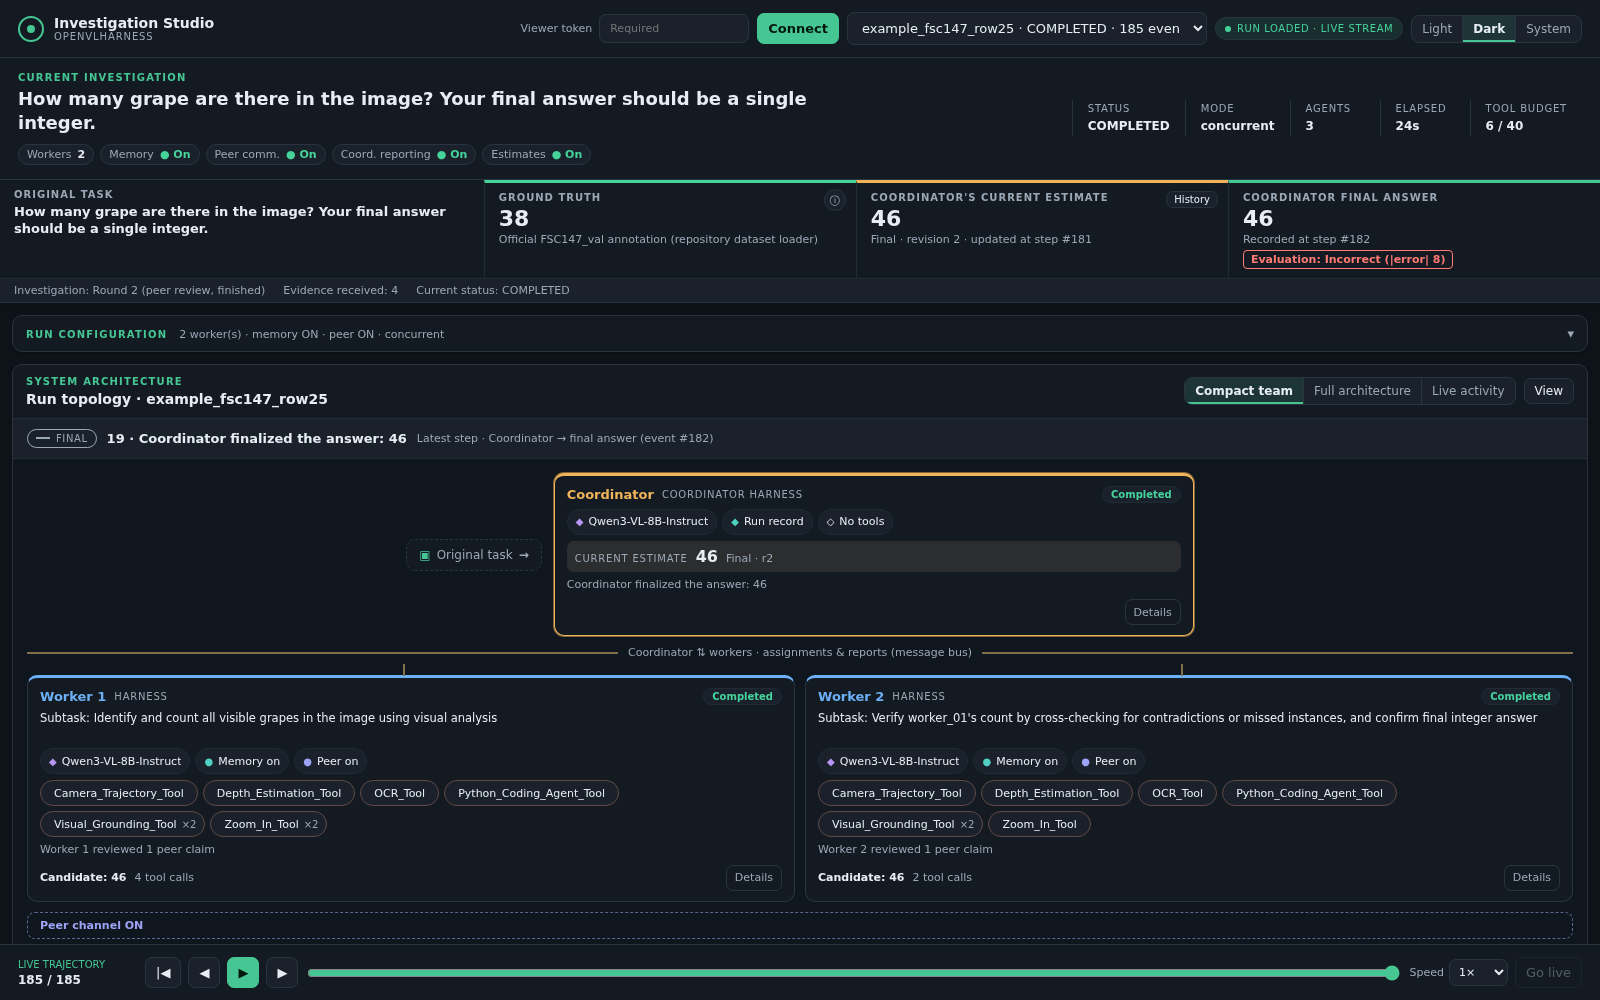 Investigation Studio
OPENVLHARNESS
Viewer token
Required
Connect
example_fsc147_row25 · COMPLETED · 185 even
RUN LOADED · LIVE STREAM
Light
Dark
System
CURRENT INVESTIGATION
How many grape are there in the image? Your final answer should be a single
integer.
Workers 2
Memory ● On
Peer comm. ● On
Coord. reporting ● On
Estimates ● On
STATUS
COMPLETED
MODE
concurrent
AGENTS
3
ELAPSED
24s
TOOL BUDGET
6 / 40
ORIGINAL TASK
How many grape are there in the image? Your final answer
should be a single integer.
GROUND TRUTH
ⓘ
38
Official FSC147_val annotation (repository dataset loader)
COORDINATOR'S CURRENT ESTIMATE
History
46
Final · revision 2 · updated at step #181
COORDINATOR FINAL ANSWER
46
Recorded at step #182
Evaluation: Incorrect (|error| 8)
Investigation: Round 2 (peer review, finished)
Evidence received: 4
Current status: COMPLETED
RUN CONFIGURATION
2 worker(s) · memory ON · peer ON · concurrent
SYSTEM ARCHITECTURE
Run topology · example_fsc147_row25
Compact team
Full architecture
Live activity
View
FINAL
19 · Coordinator finalized the answer: 46
Latest step · Coordinator → final answer (event #182)
Original task →
Coordinator
COORDINATOR HARNESS
Completed
Qwen3-VL-8B-Instruct
Run record
No tools
CURRENT ESTIMATE 46 Final · r2
Coordinator finalized the answer: 46
Details
Coordinator ⇅ workers · assignments & reports (message bus)
Worker 1 HARNESS
Completed
Subtask: Identify and count all visible grapes in the image using visual analysis
Qwen3-VL-8B-Instruct
Memory on
Peer on
Camera_Trajectory_Tool
Depth_Estimation_Tool
OCR_Tool
Python_Coding_Agent_Tool
Visual_Grounding_Tool ×2
Zoom_In_Tool ×2
Worker 1 reviewed 1 peer claim
Candidate: 46 4 tool calls
Details
Worker 2 HARNESS
Completed
Subtask: Verify worker_01's count by cross-checking for contradictions or missed instances, and confirm final integer answer
Qwen3-VL-8B-Instruct
Memory on
Peer on
Camera_Trajectory_Tool
Depth_Estimation_Tool
OCR_Tool
Python_Coding_Agent_Tool
Visual_Grounding_Tool ×2
Zoom_In_Tool
Worker 2 reviewed 1 peer claim
Candidate: 46 2 tool calls
Details
Peer channel ON
LIVE TRAJECTORY
185 / 185
Speed
1×
Go live